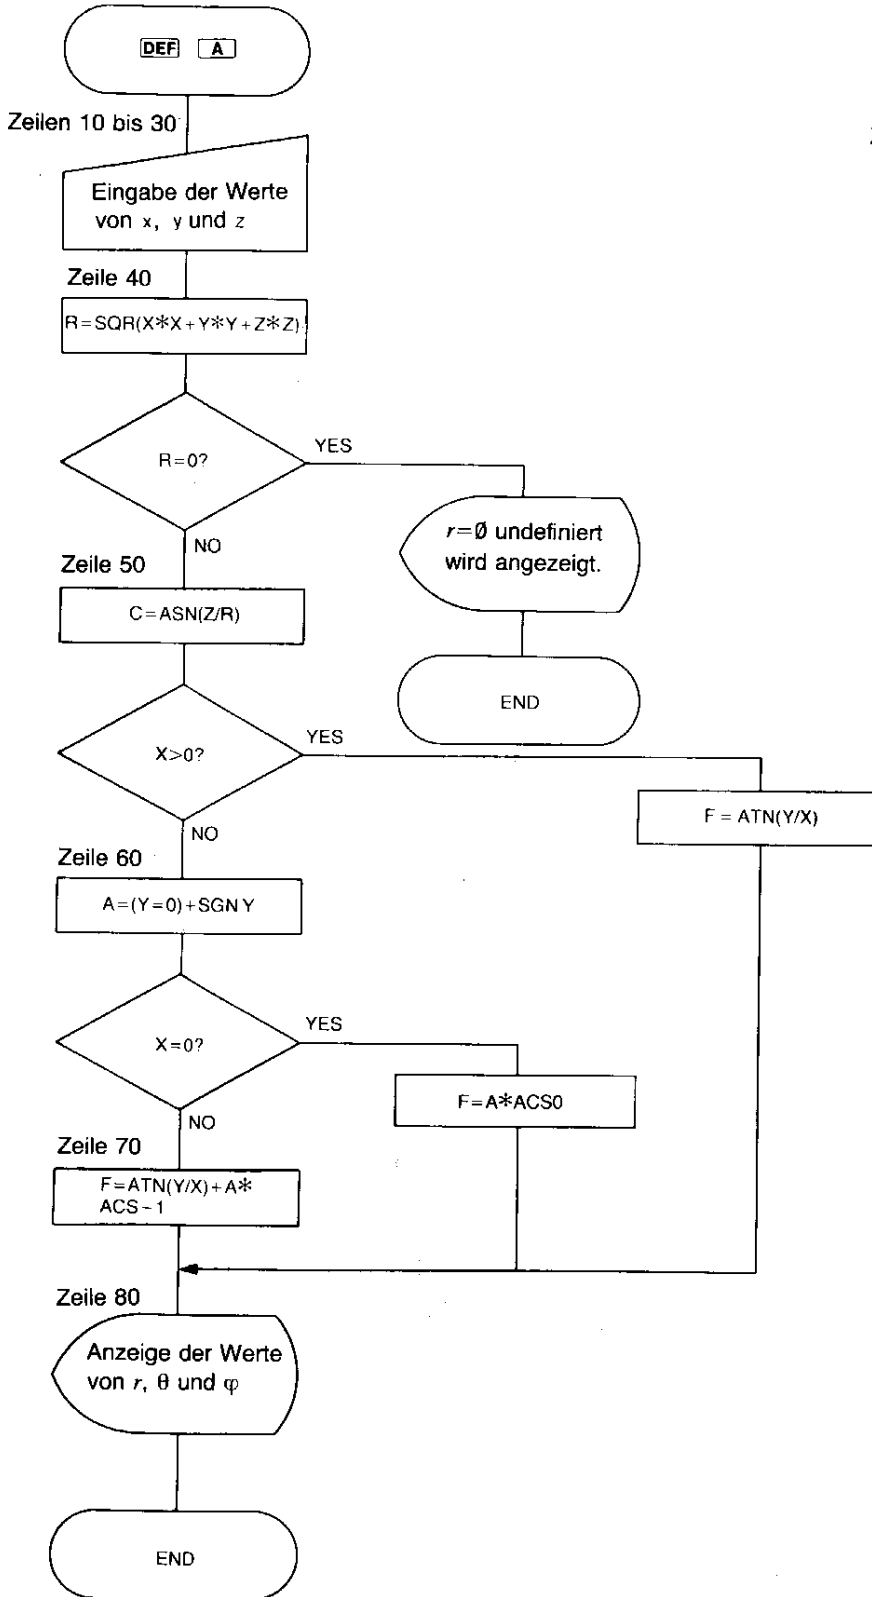 DEF A
Zeilen 10 bis 30
Eingabe der Werte
von x, y und z
Zeile 40
R=SQR(X*X+Y*Y+Z*Z)
R=0?
YES
NO
r=Ø undefiniert
wird angezeigt.
END
Zeile 50
C=ASN(Z/R)
X>0?
YES
NO
F = ATN(Y/X)
Zeile 60
A=(Y=0)+SGN Y
X=0?
YES
NO
F=A*ACS0
Zeile 70
F=ATN(Y/X)+A*
ACS-1
Zeile 80
Anzeige der Werte
von r, θ und φ
END